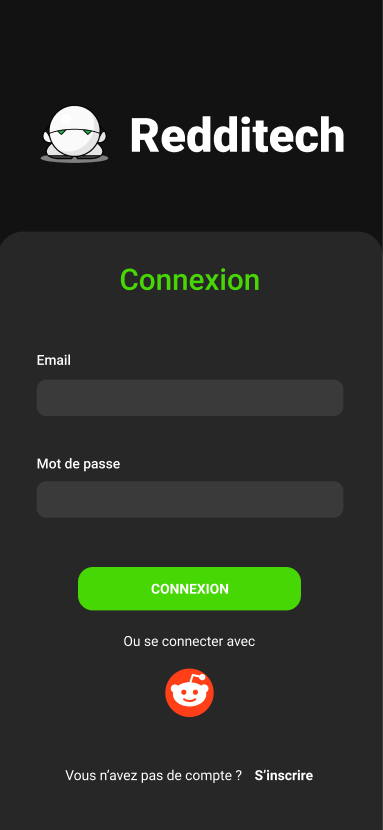 Redditech
Connexion
Email
Mot de passe
CONNEXION
Ou se connecter avec
Vous n’avez pas de compte ? S’inscrire